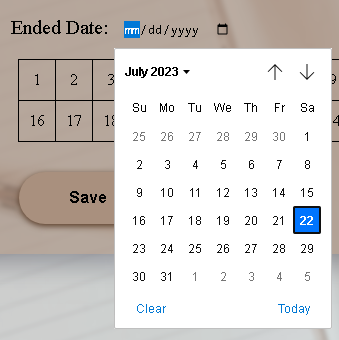 Ended Date: mm/dd/yyyy
July 2023
1 2 3
Su Mo Tu We Th Fr Sa
25 26 27 28 29 30 1
16 17 18
2 3 4 5 6 7 8
9 10 11 12 13 14 15
Save
16 17 18 19 20 21 22
23 24 25 26 27 28 29
30 31 1 2 3 4 5
Clear Today